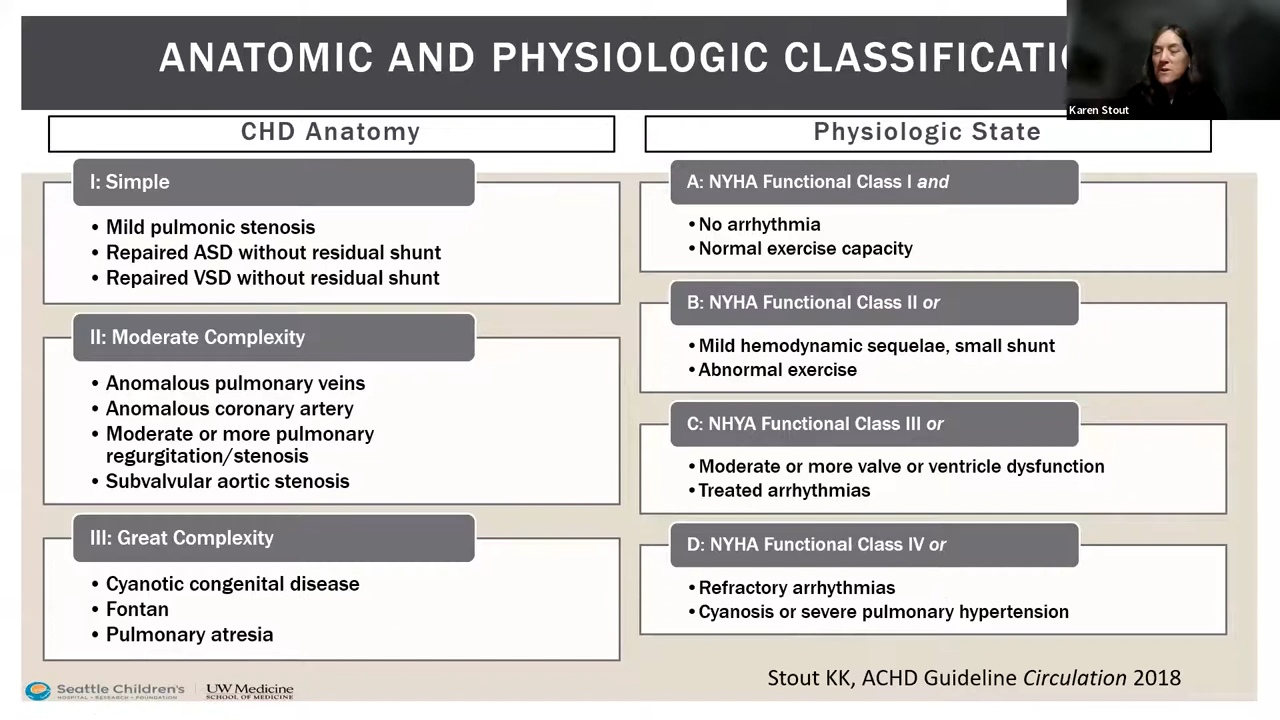 ANATOMIC AND PHYSIOLOGIC CLASSIFICATIO
Karen Stout
CHD Anatomy
I: Simple
• Mild pulmonic stenosis
• Repaired ASD without residual shunt
• Repaired VSD without residual shunt
II: Moderate Complexity
• Anomalous pulmonary veins
• Anomalous coronary artery
• Moderate or more pulmonary
regurgitation/stenosis
• Subvalvular aortic stenosis
III: Great Complexity
• Cyanotic congenital disease
• Fontan
• Pulmonary atresia
Physiologic State
A: NYHA Functional Class I and
• No arrhythmia
• Normal exercise capacity
B: NYHA Functional Class II or
• Mild hemodynamic sequelae, small shunt
• Abnormal exercise
C: NHYA Functional Class III or
• Moderate or more valve or ventricle dysfunction
• Treated arrhythmias
D: NYHA Functional Class IV or
• Refractory arrhythmias
• Cyanosis or severe pulmonary hypertension
Stout KK, ACHD Guideline Circulation 2018
Seattle Children's
HOSPITAL • RESEARCH • FOUNDATION
UW Medicine
SCHOOL OF MEDICINE